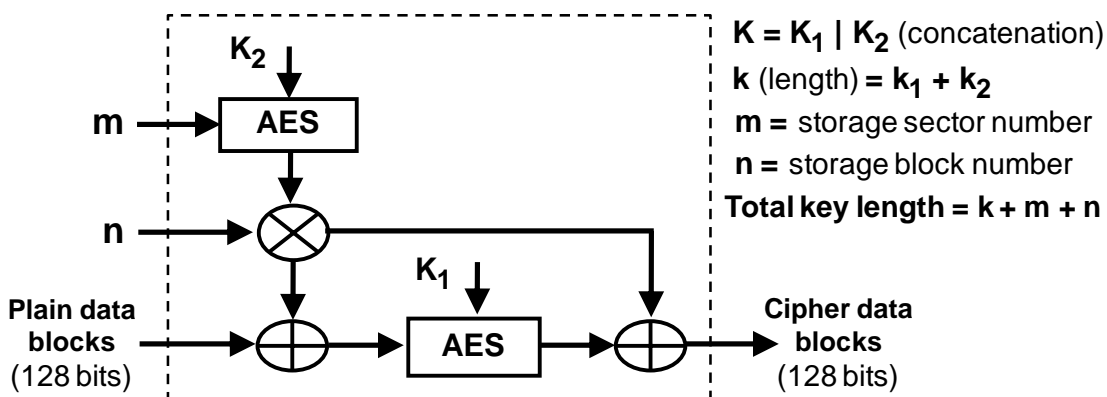 K₂
AES
m
n
K₁
Plain data
blocks
(128 bits)
AES
Cipher data
blocks
(128 bits)
K = K₁ | K₂ (concatenation)
k (length) = k₁ + k₂
m = storage sector number
n = storage block number
Total key length = k + m + n